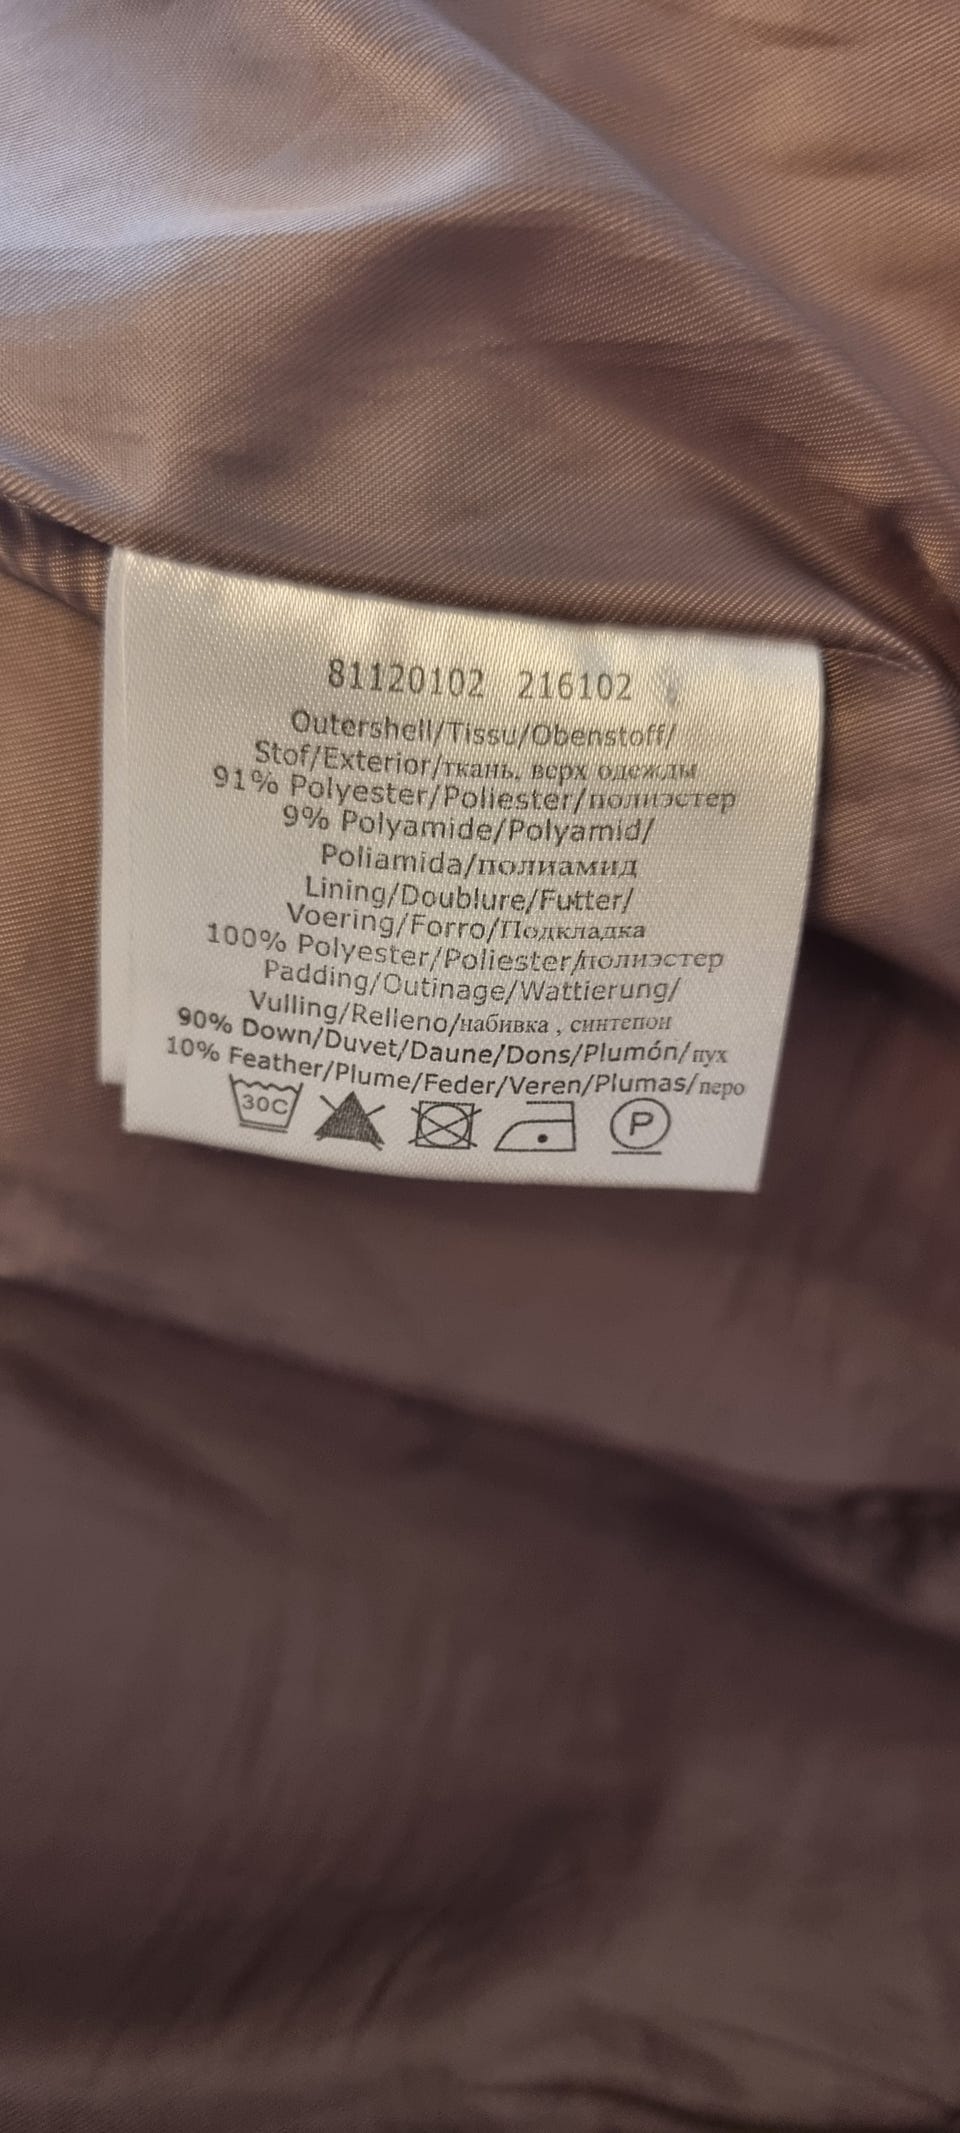 81120102 216102
Outershell/Tissu/Obenstoff/
Stof/Exterior/ткань, верх одежды
91% Polyester/Poliester/полиэстер
9% Polyamide/Polyamid/
Poliamida/полиамид
Lining/Doublure/Futter/
Voering/Forro/Подкладка
100% Polyester/Poliester/полиэстер
Padding/Outinage/Wattierung/
Vulling/Relleno/набивка , синтепон
90% Down/Duvet/Daune/Dons/Plumón/пух
10% Feather/Plume/Feder/Veren/Plumas/перо
30C P